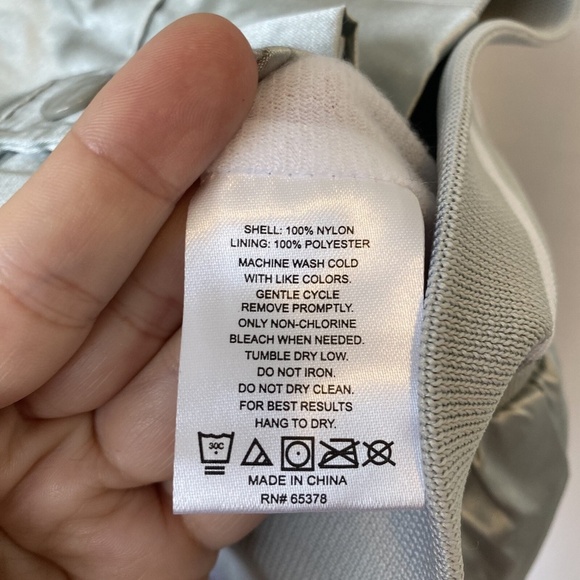 SHELL: 100% NYLON
LINING: 100% POLYESTER
MACHINE WASH COLD
WITH LIKE COLORS.
GENTLE CYCLE
REMOVE PROMPTLY.
ONLY NON-CHLORINE
BLEACH WHEN NEEDED.
TUMBLE DRY LOW.
DO NOT IRON.
DO NOT DRY CLEAN.
FOR BEST RESULTS
HANG TO DRY.
30C
MADE IN CHINA
RN# 65378